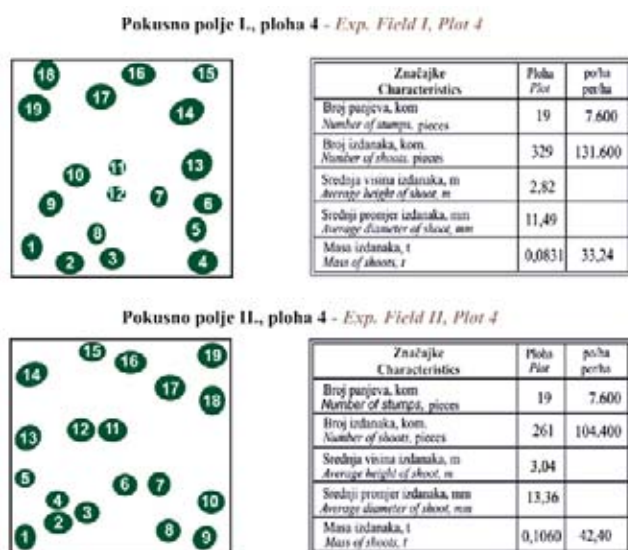 Pokusno polje I., ploha 4 - Exp. Field I, Plot 4
18 16 15
17
19 14
11 13
10
12 7
9 6
8 5
1
2 3 4
Značajke Ploha po/ha
Characteristics Plot per/ha
Broj panjeva, kom 19 7.600
Number of stumps, pieces
Broj izdanaka, kom. 329 131.600
Number of shoots, pieces
Srednja visina izdanaka, m 2,82
Average height of shoot, m
Srednji promjer izdanaka, mm 11,49
Average diameter of shoot, mm
Masa izdanaka, t 0,0831 33,24
Mass of shoots, t
Pokusno polje II., ploha 4 - Exp. Field II, Plot 4
15 16 19
14 17
18
13 12 11
5 6 7
4 10
3
2 8
1 9
Značajke Ploha po/ha
Characteristics Plot per/ha
Broj panjeva, kom 19 7.600
Number of stumps, pieces
Broj izdanaka, kom. 261 104.400
Number of shoots, pieces
Srednja visina izdanaka, m 3,04
Average height of shoot, m
Srednji promjer izdanaka, mm 13,36
Average diameter of shoot, mm
Masa izdanaka, t 0,1060 42,40
Mass of shoots, t